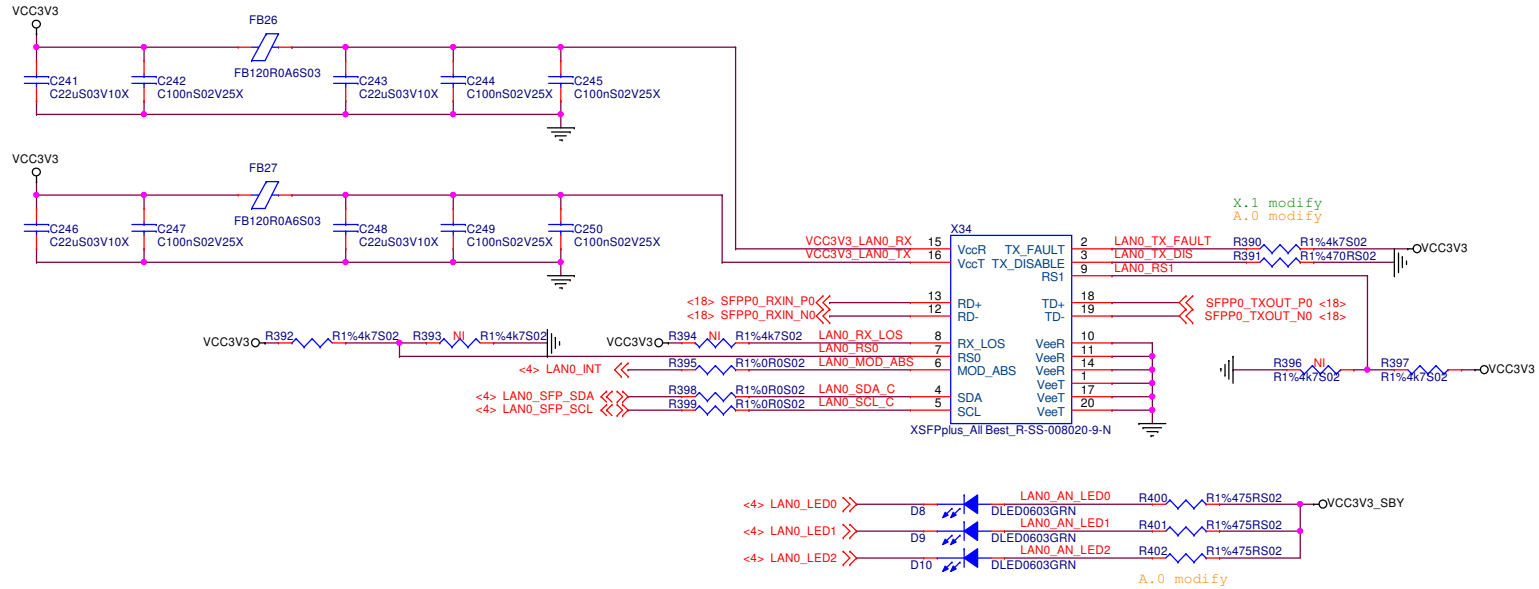 VCC3V3
FB26
FB120R0A6S03
C241
C22uS03V10X
C242
C100nS02V25X
C243
C22uS03V10X
C244
C100nS02V25X
C245
C100nS02V25X
VCC3V3
FB27
FB120R0A6S03
C246
C22uS03V10X
C247
C100nS02V25X
C248
C22uS03V10X
C249
C100nS02V25X
C250
C100nS02V25X
X.1 modify
A.0 modify
X34
VCC3V3_LAN0_RX 15 VccR
VCC3V3_LAN0_TX 16 VccT
TX_FAULT 2 LAN0_TX_FAULT R390 R1%4k7S02 VCC3V3
TX_DISABLE 3 LAN0_TX_DIS R391 R1%470RS02
RS1 9 LAN0_RS1
<18> SFPP0_RXIN_P0 13 RD+
<18> SFPP0_RXIN_N0 12 RD-
TD+ 18 SFPP0_TXOUT_P0 <18>
TD- 19 SFPP0_TXOUT_N0 <18>
VCC3V3 R392 R1%4k7S02 R393 NI R1%4k7S02
VCC3V3 R394 NI R1%4k7S02 LAN0_RX_LOS 8 RX_LOS
LAN0_RS0 7 RS0
<4> LAN0_INT R395 R1%0R0S02 LAN0_MOD_ABS 6 MOD_ABS
<4> LAN0_SFP_SDA R398 R1%0R0S02 LAN0_SDA_C 4 SDA
<4> LAN0_SFP_SCL R399 R1%0R0S02 LAN0_SCL_C 5 SCL
VeeR 10
VeeR 11
VeeR 14
VeeT 1
VeeT 17
VeeT 20
R396 NI R1%4k7S02
R397 R1%4k7S02 VCC3V3
XSFPplus_All Best_R-SS-008020-9-N
<4> LAN0_LED0 D8 DLED0603GRN LAN0_AN_LED0 R400 R1%475RS02 VCC3V3_SBY
<4> LAN0_LED1 D9 DLED0603GRN LAN0_AN_LED1 R401 R1%475RS02
<4> LAN0_LED2 D10 DLED0603GRN LAN0_AN_LED2 R402 R1%475RS02
A.0 modify